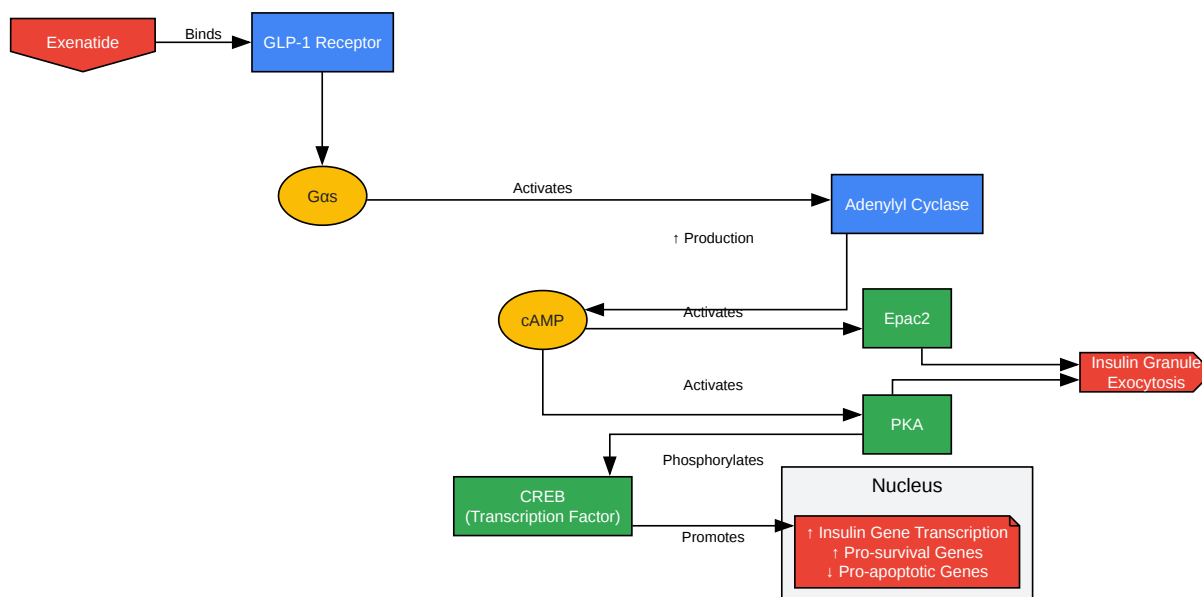 Exenatide
Binds
GLP-1 Receptor
Gαs
Activates
Adenylyl Cyclase
↑ Production
cAMP
Activates
Epac2
Insulin Granule
Exocytosis
Activates
PKA
Phosphorylates
CREB
(Transcription Factor)
Promotes
Nucleus
↑ Insulin Gene Transcription
↑ Pro-survival Genes
↓ Pro-apoptotic Genes